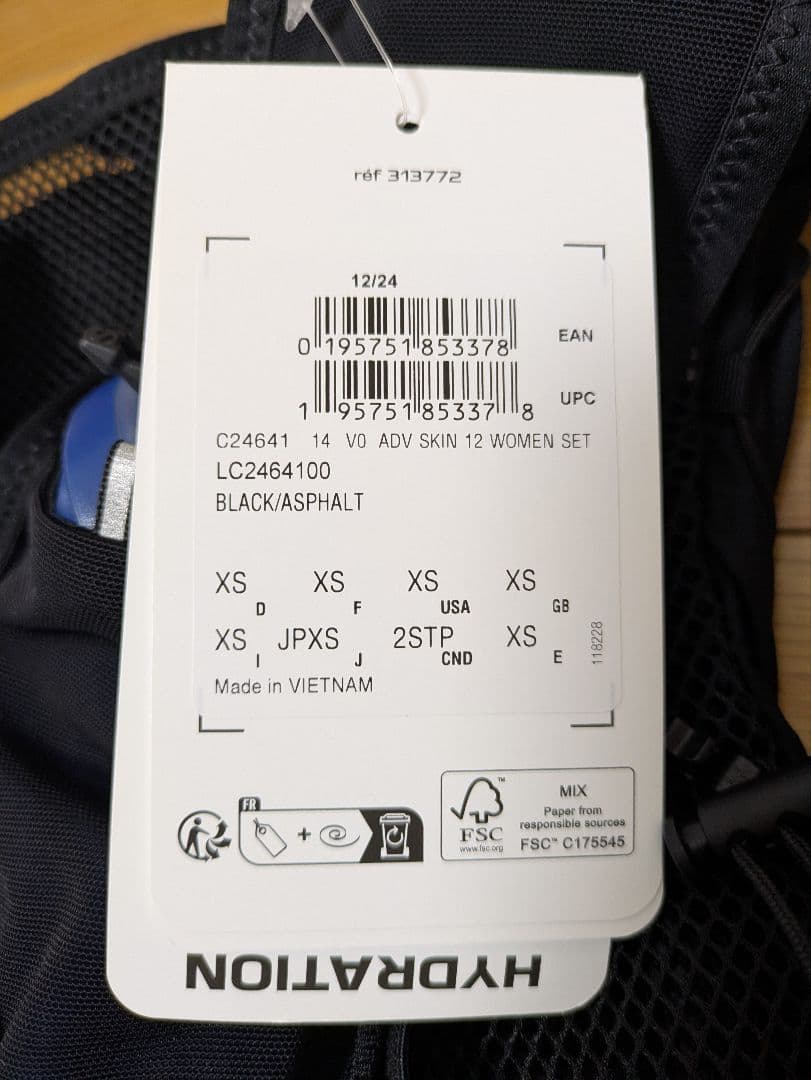 réf 313772
12/24
0 195751 853378
EAN
1 95751 85337 8
UPC
C24641 14 V0 ADV SKIN 12 WOMEN SET
LC2464100
BLACK/ASPHALT
XS D XS F XS USA XS GB
XS I JPXS J 2STP CND XS E
118228
Made in VIETNAM
FR
+
FSC
www.fsc.org
™
MIX
Paper from
responsible sources
FSC™ C175545
HYDRATION